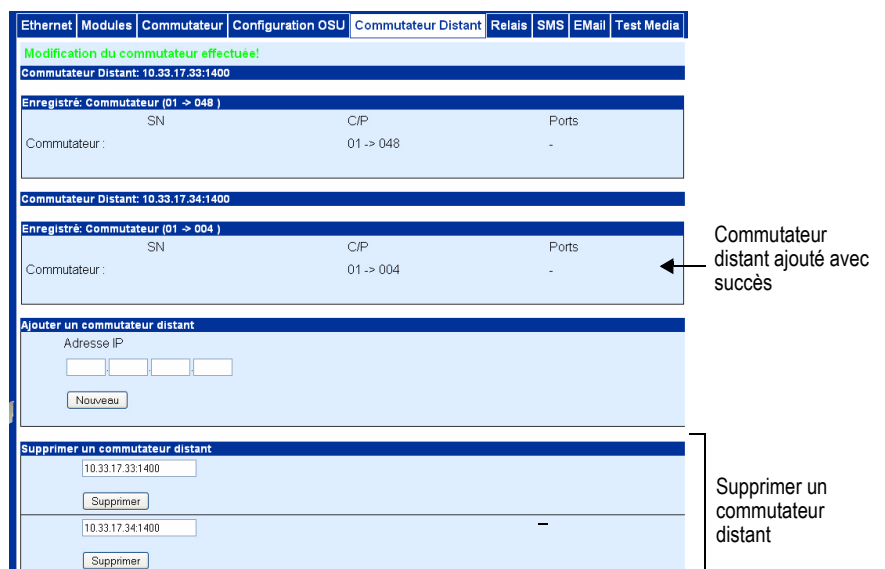 Ethernet Modules Commutateur Configuration OSU Commutateur Distant Relais SMS EMail Test Media
Modification du commutateur effectuée!
Commutateur Distant: 10.33.17.33:1400
Enregistré: Commutateur (01 -> 048 )
SN C/P Ports
Commutateur : 01 -> 048 -
Commutateur Distant: 10.33.17.34:1400
Enregistré: Commutateur (01 -> 004 )
SN C/P Ports
Commutateur : 01 -> 004 -
Commutateur
distant ajouté avec
succès
Ajouter un commutateur distant
Adresse IP
. . .
Nouveau
Supprimer un commutateur distant
10.33.17.33:1400
Supprimer
10.33.17.34:1400
Supprimer
Supprimer un
commutateur
distant